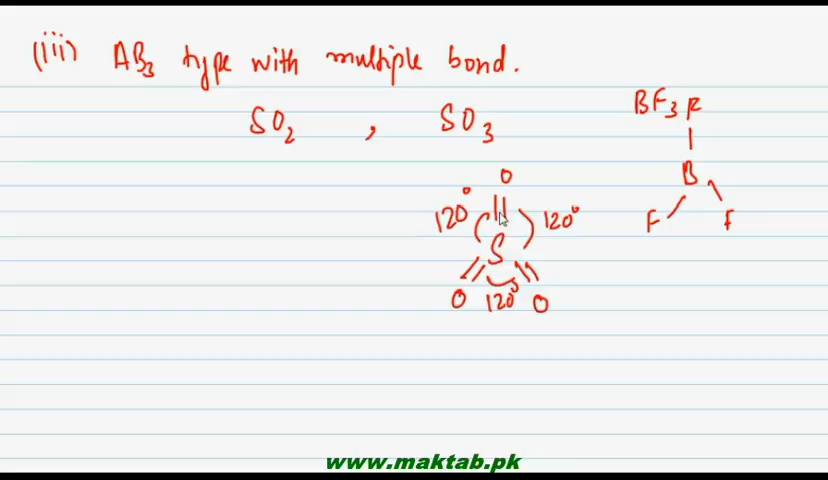 (iii) AB₃ type with multiple bond.
SO₂ , SO₃
O
120° 120°
S
O 120° O
BF₃ F
B
F F
www.maktab.pk